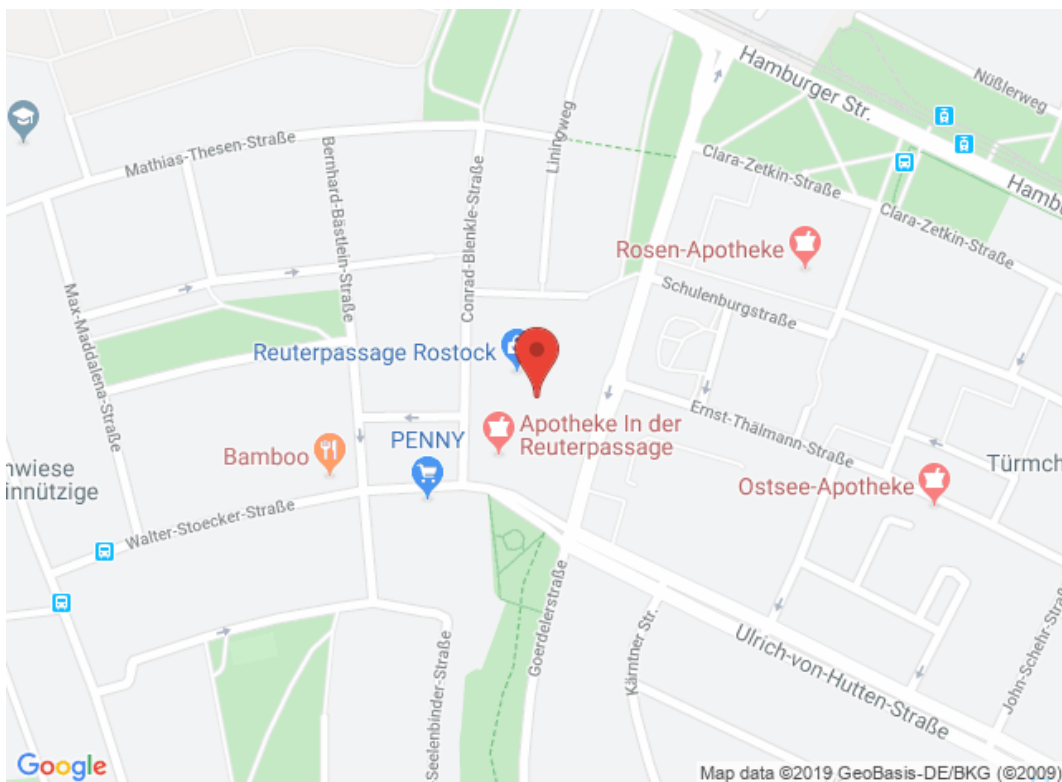 Hamburger Str.
Nüßlerweg
Mathias-Thesen-Straße
Bernhard-Bästlein-Straße
Conrad-Blenkle-Straße
Liningweg
Clara-Zetkin-Straße
Hambu
Clara-Zetkin-Straße
Rosen-Apotheke
Schulenburgstraße
Max-Maddalena-Straße
Reuterpassage Rostock
Ernst-Thälmann-Straße
Apotheke In der
Reuterpassage
PENNY
Bamboo
nwiese
innützige
Türmch
Ostsee-Apotheke
Walter-Stoecker-Straße
Goerdelerstraße
Kärntner Str.
Ulrich-von-Hutten-Straße
Seelenbinder-Straße
John-Schehr-Straß
Google
Map data ©2019 GeoBasis-DE/BKG (©2009)